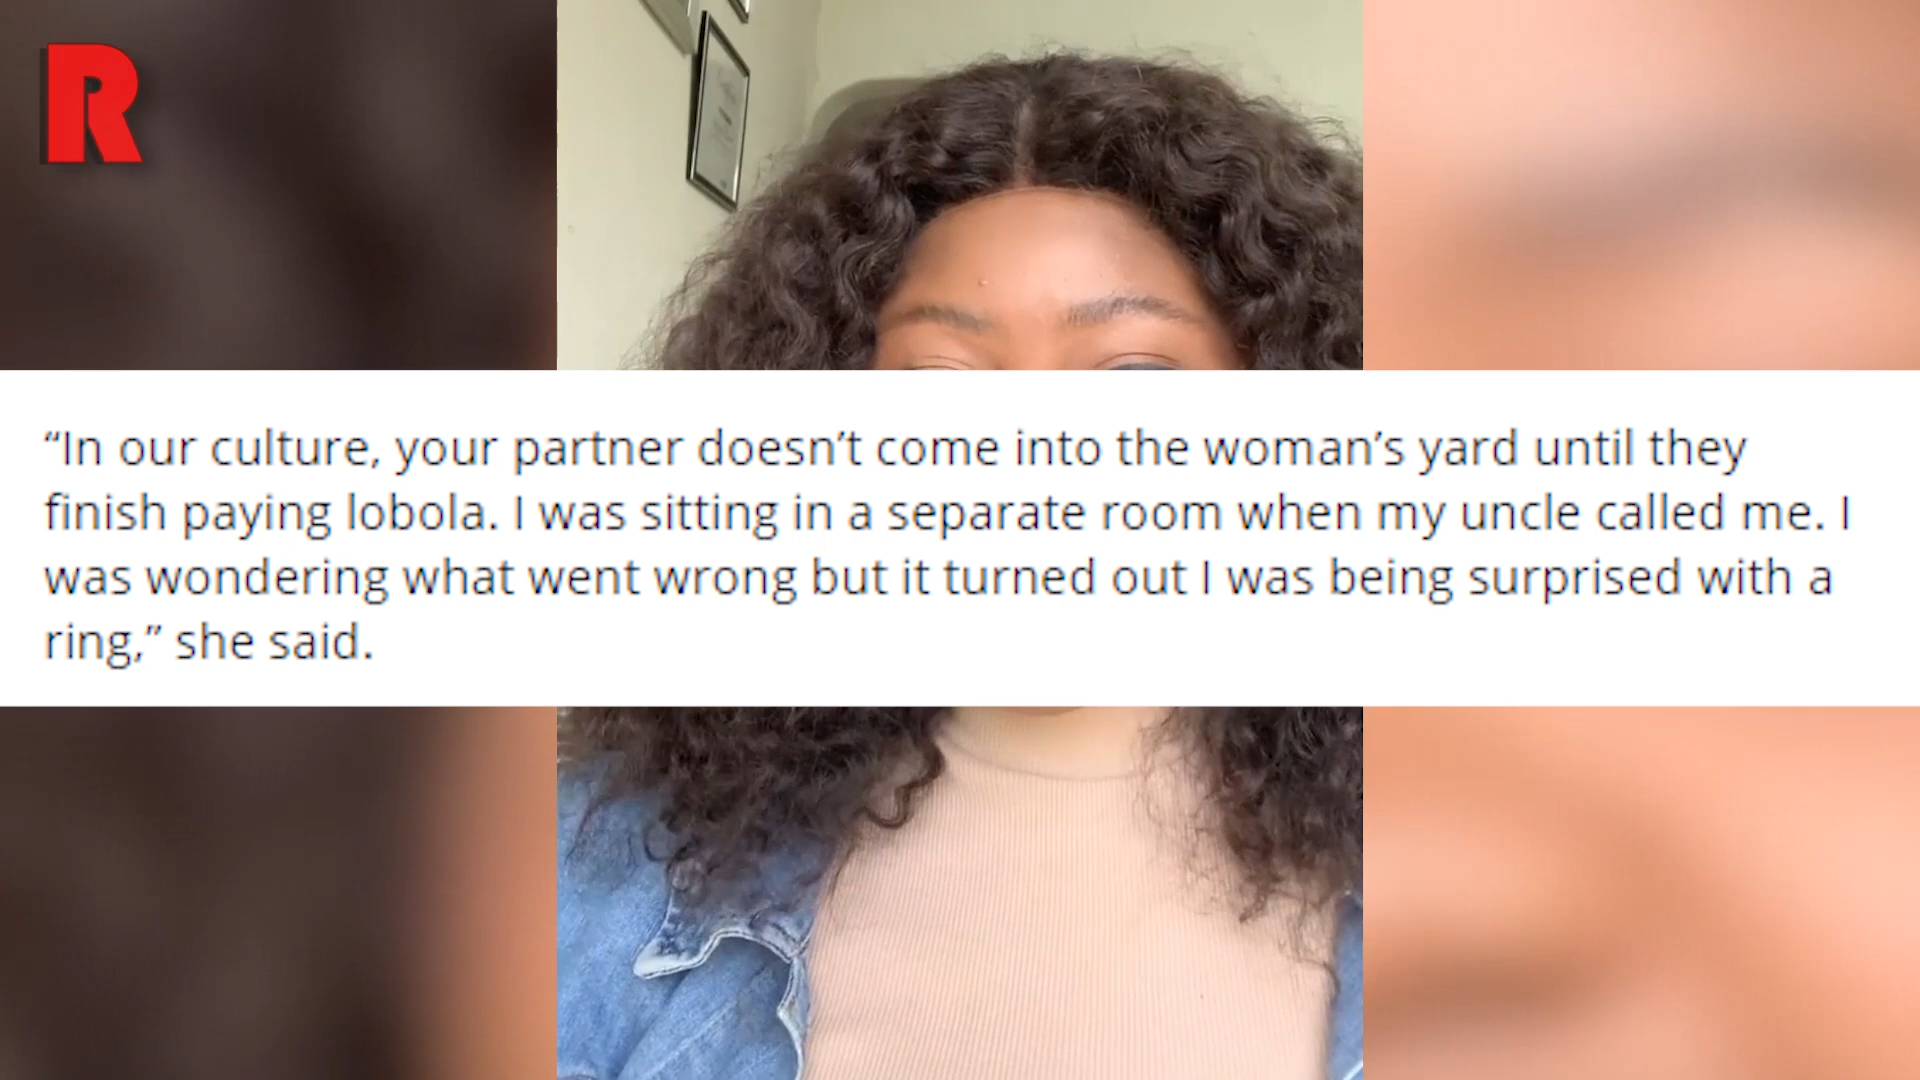 R
“In our culture, your partner doesn’t come into the woman’s yard until they
finish paying lobola. I was sitting in a separate room when my uncle called me. I
was wondering what went wrong but it turned out I was being surprised with a
ring,” she said.